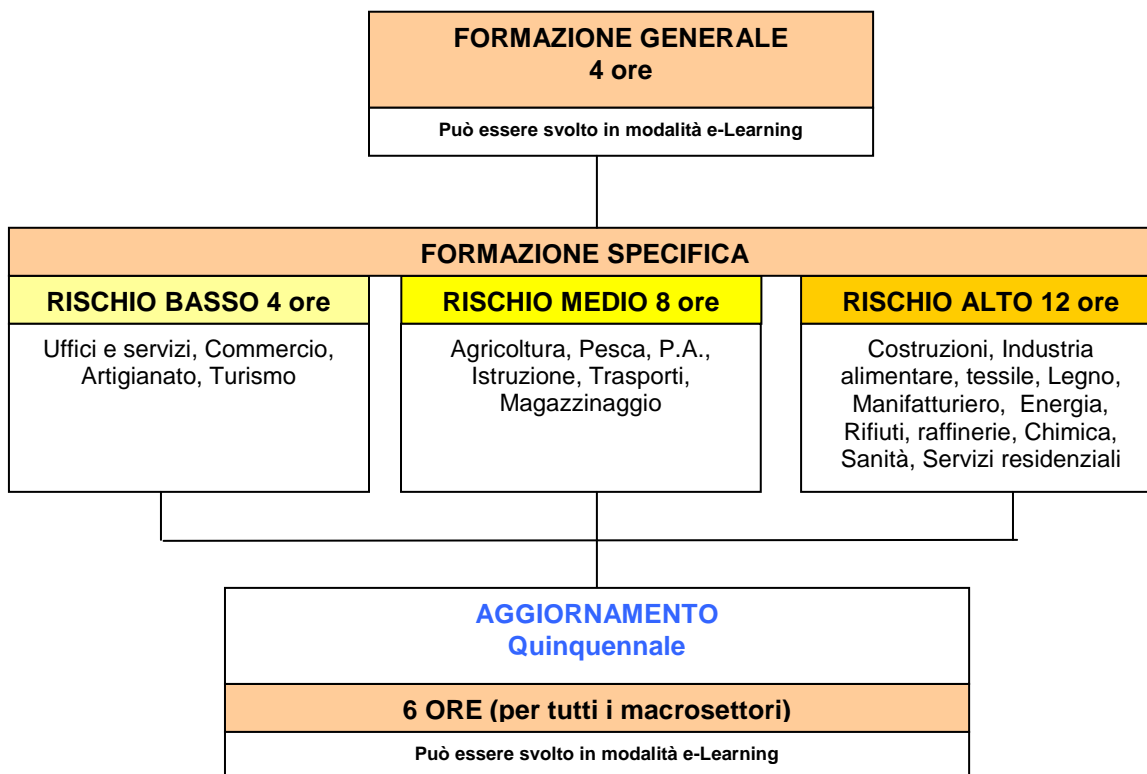 FORMAZIONE GENERALE
4 ore
Può essere svolto in modalità e-Learning
FORMAZIONE SPECIFICA
RISCHIO BASSO 4 ore
Uffici e servizi, Commercio,
Artigianato, Turismo
RISCHIO MEDIO 8 ore
Agricoltura, Pesca, P.A.,
Istruzione, Trasporti,
Magazzinaggio
RISCHIO ALTO 12 ore
Costruzioni, Industria
alimentare, tessile, Legno,
Manifatturiero, Energia,
Rifiuti, raffinerie, Chimica,
Sanità, Servizi residenziali
AGGIORNAMENTO
Quinquennale
6 ORE (per tutti i macrosettori)
Può essere svolto in modalità e-Learning